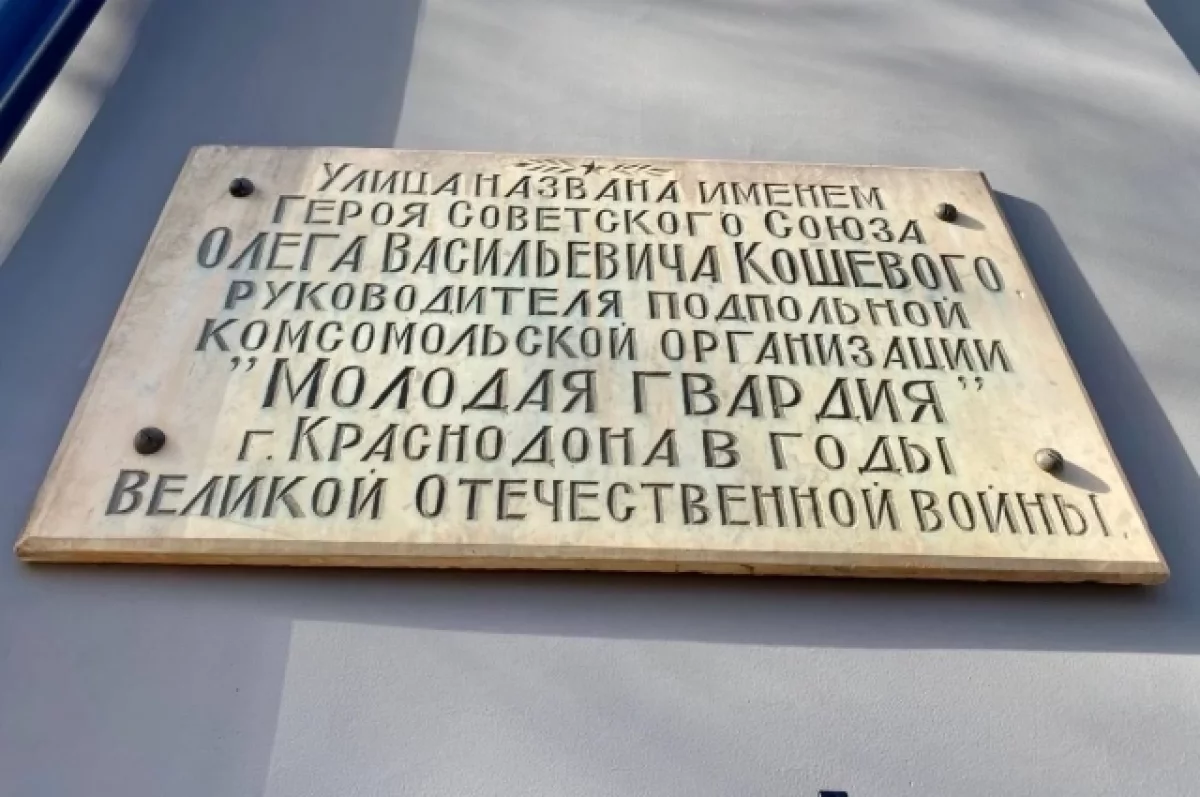 Улица названа именем
Героя Советского Союза
Олега Васильевича Кошевого
руководителя подпольной
комсомольской организации
"Молодая гвардия"
г. Краснодона в годы
Великой Отечественной войны.